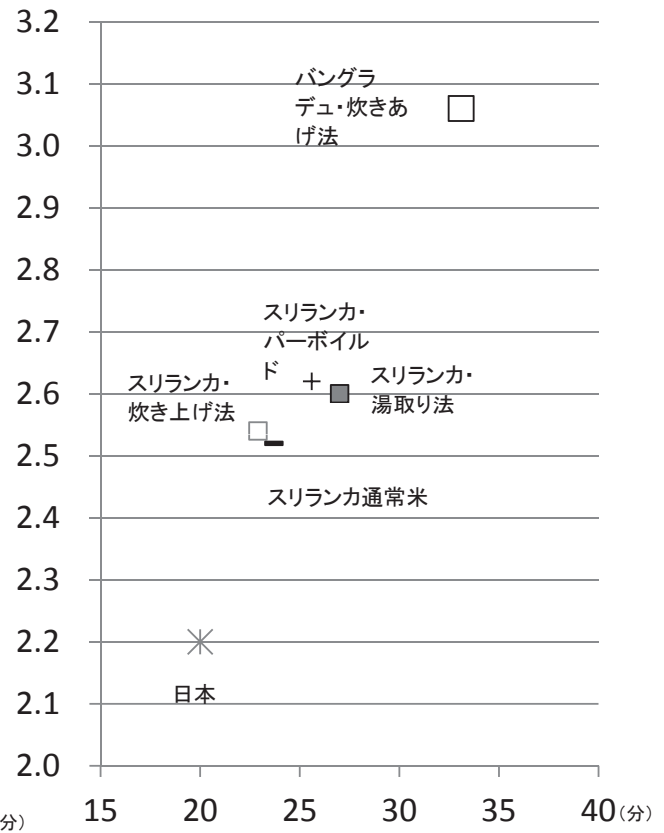 3.2
3.1
3.0
2.9
2.8
2.7
2.6
2.5
2.4
2.3
2.2
2.1
2.0
バングラ
デュ・炊きあ
げ法
スリランカ・
パーボイル
ド
スリランカ・
炊き上げ法
スリランカ・
湯取り法
スリランカ通常米
日本
分)
15 20 25 30 35 40(分)